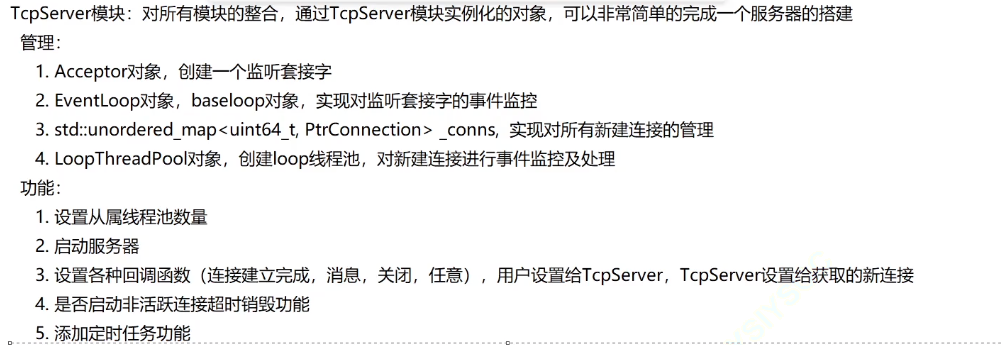 TcpServer模块：对所有模块的整合，通过TcpServer模块实例化的对象，可以非常简单的完成一个服务器的搭建
管理：
1. Acceptor对象，创建一个监听套接字
2. EventLoop对象，baseloop对象，实现对监听套接字的事件监控
3. std::unordered_map<uint64_t, PtrConnection> _conns，实现对所有新建连接的管理
4. LoopThreadPool对象，创建loop线程池，对新建连接进行事件监控及处理
功能：
1. 设置从属线程池数量
2. 启动服务器
3. 设置各种回调函数（连接建立完成，消息，关闭，任意），用户设置给TcpServer，TcpServer设置给获取的新连接
4. 是否启动非活跃连接超时销毁功能
5. 添加定时任务功能